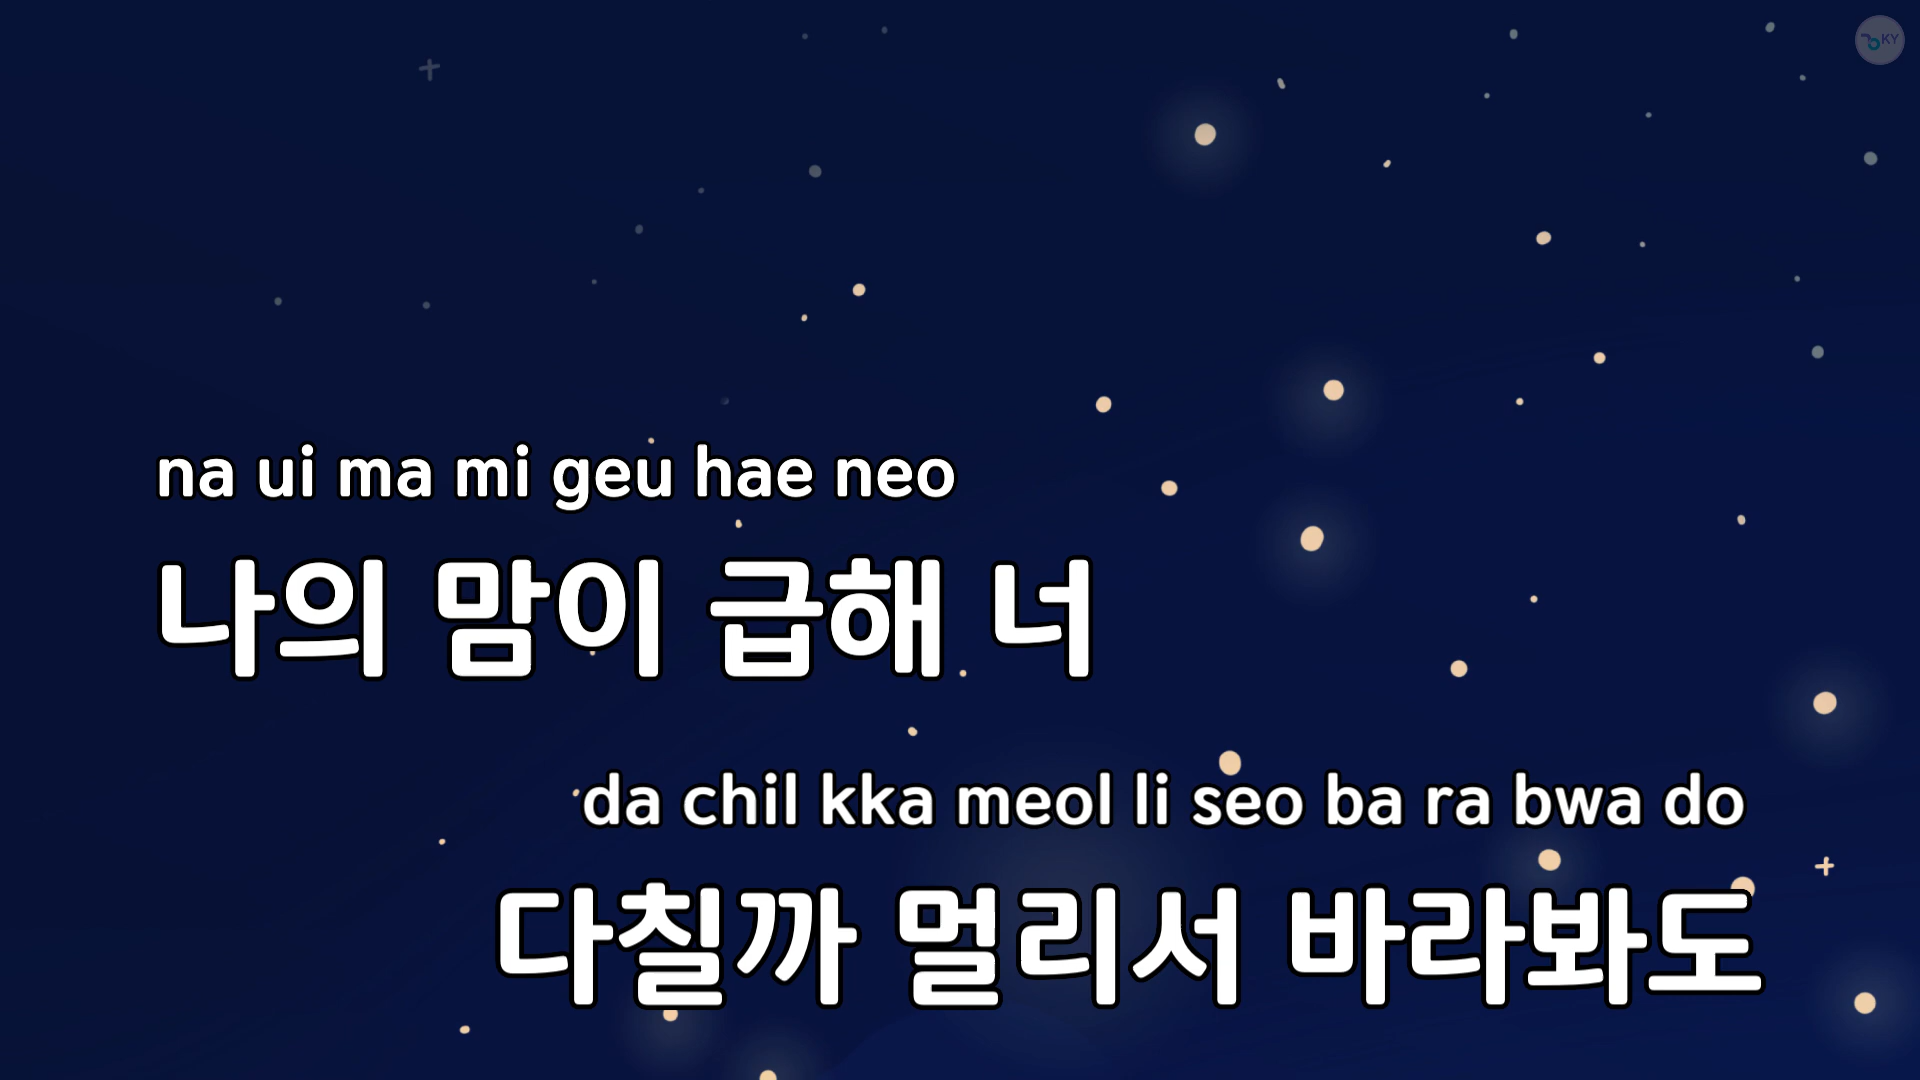 KY
na ui ma mi geu hae neo
나의 맘이 급해 너
da chil kka meol li seo ba ra bwa do
다칠까 멀리서 바라봐도